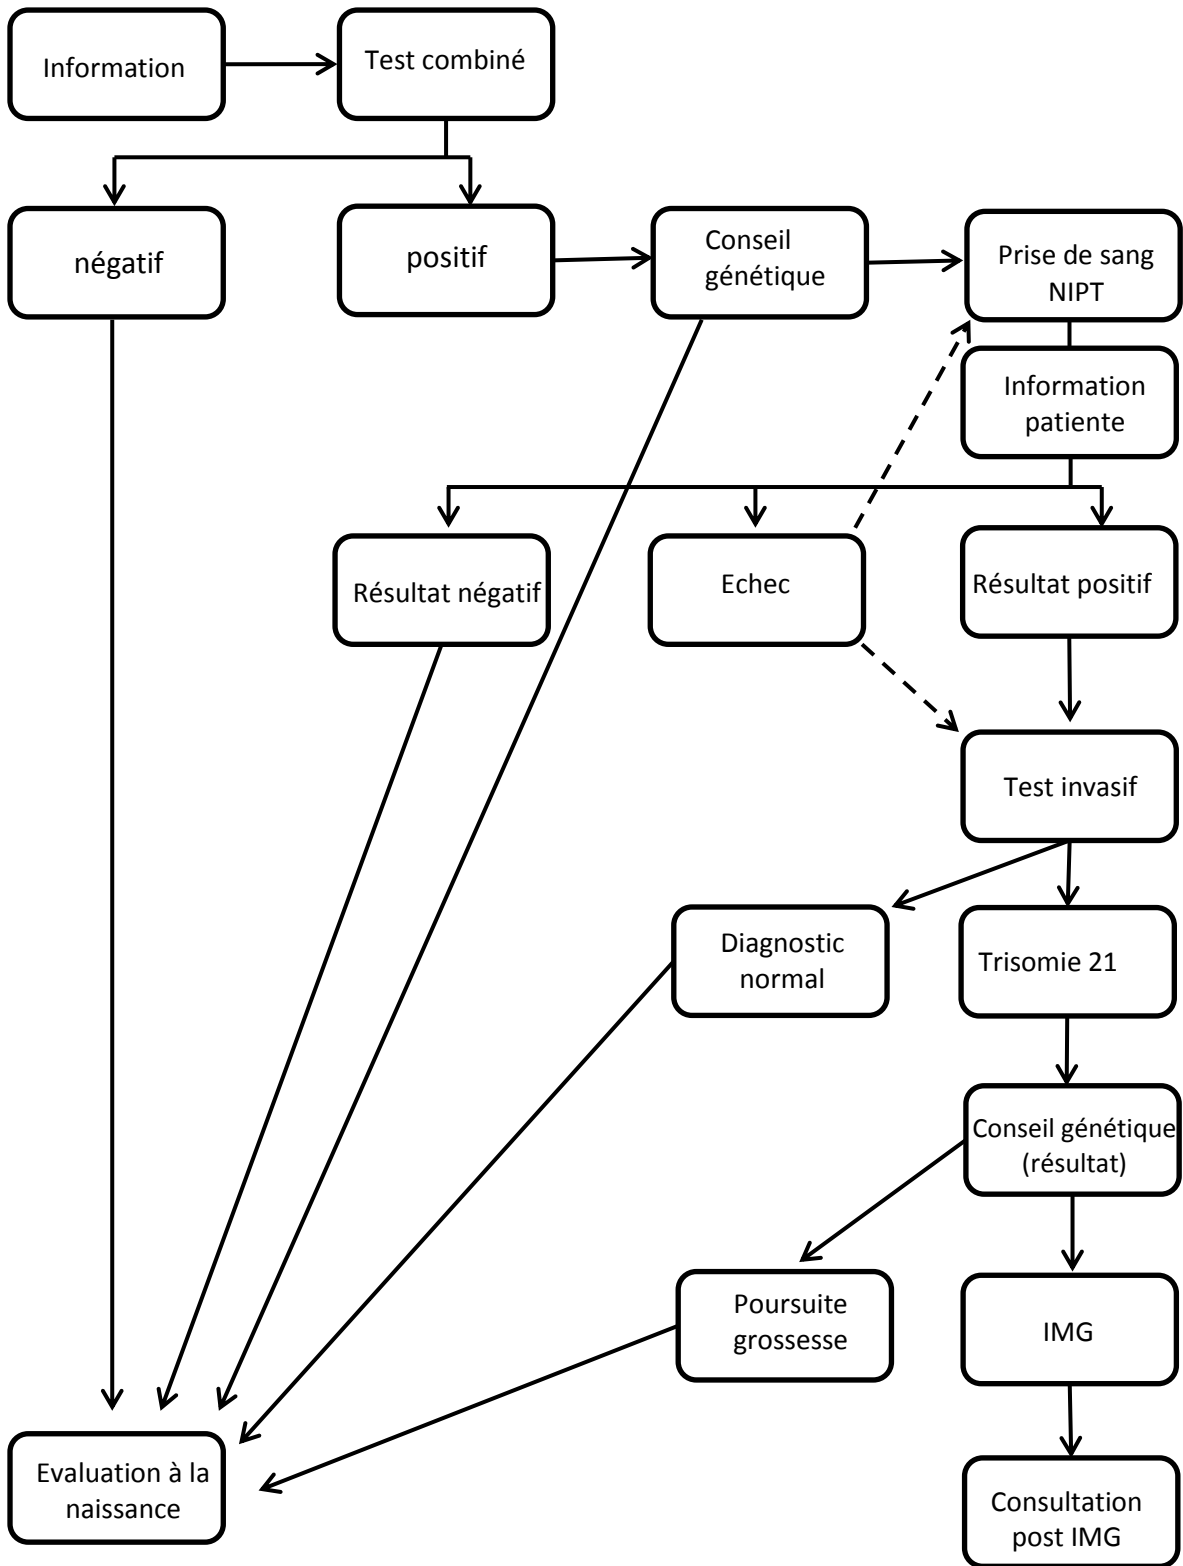 Information
Test combiné
négatif
positif
Conseil
génétique
Prise de sang
NIPT
Information
patiente
Résultat négatif
Echec
Résultat positif
Test invasif
Diagnostic
normal
Trisomie 21
Conseil génétique
(résultat)
Poursuite
grossesse
IMG
Evaluation à la
naissance
Consultation
post IMG